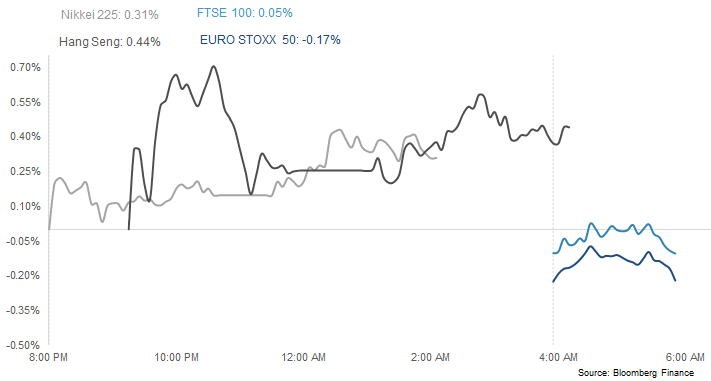 Nikkei 225: 0.31%
FTSE 100: 0.05%
Hang Seng: 0.44%
EURO STOXX 50: -0.17%
0.70%
0.55%
0.40%
0.25%
0.10%
-0.05%
-0.20%
-0.35%
-0.50%
8:00 PM
10:00 PM
12:00 AM
2:00 AM
4:00 AM
6:00 AM
Source: Bloomberg Finance